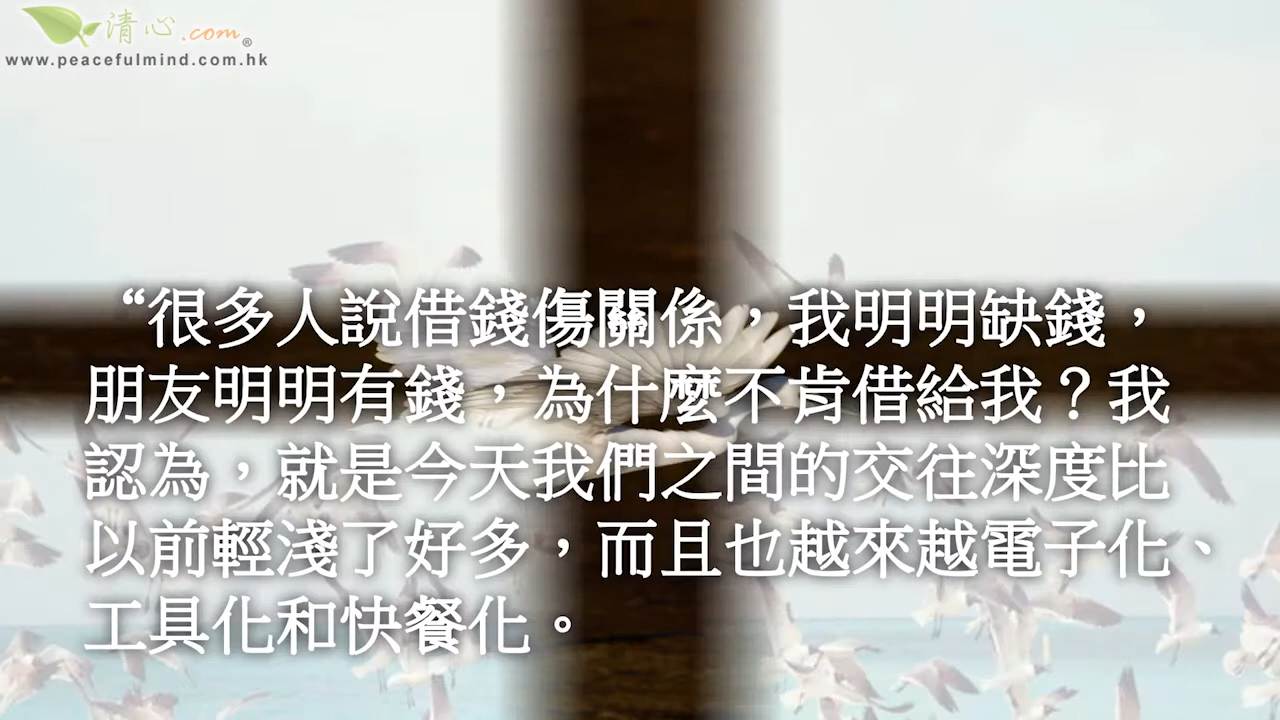 清心.com®
www.peacefulmind.com.hk
“很多人說借錢傷關係，我明明缺錢，
朋友明明有錢，為什麼不肯借給我？我
認為，就是今天我們之間的交往深度比
以前輕淺了好多，而且也越來越電子化、
工具化和快餐化。